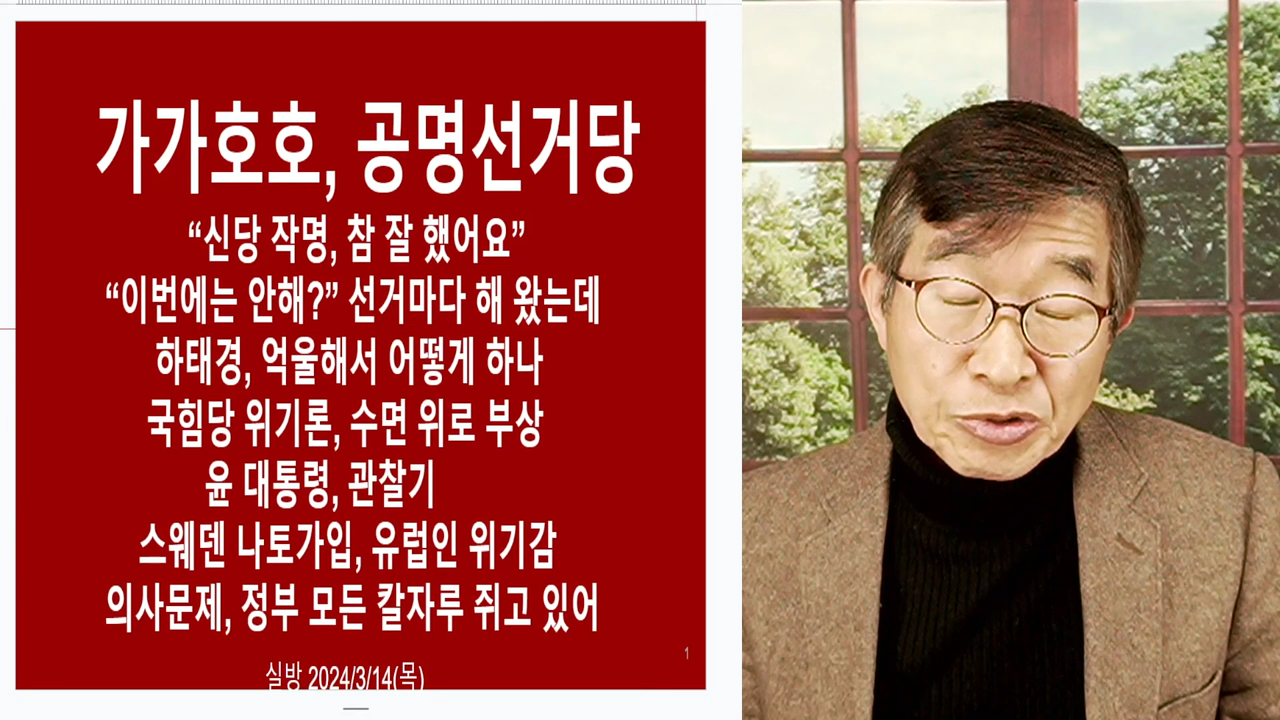 가가호호, 공명선거당
“신당 작명, 참 잘 했어요”
“이번에는 안해?” 선거마다 해 왔는데
하태경, 억울해서 어떻게 하나
국힘당 위기론, 수면 위로 부상
윤 대통령, 관찰기
스웨덴 나토가입, 유럽인 위기감
의사문제, 정부 모든 칼자루 쥐고 있어
1
실방 2024/3/14(목)